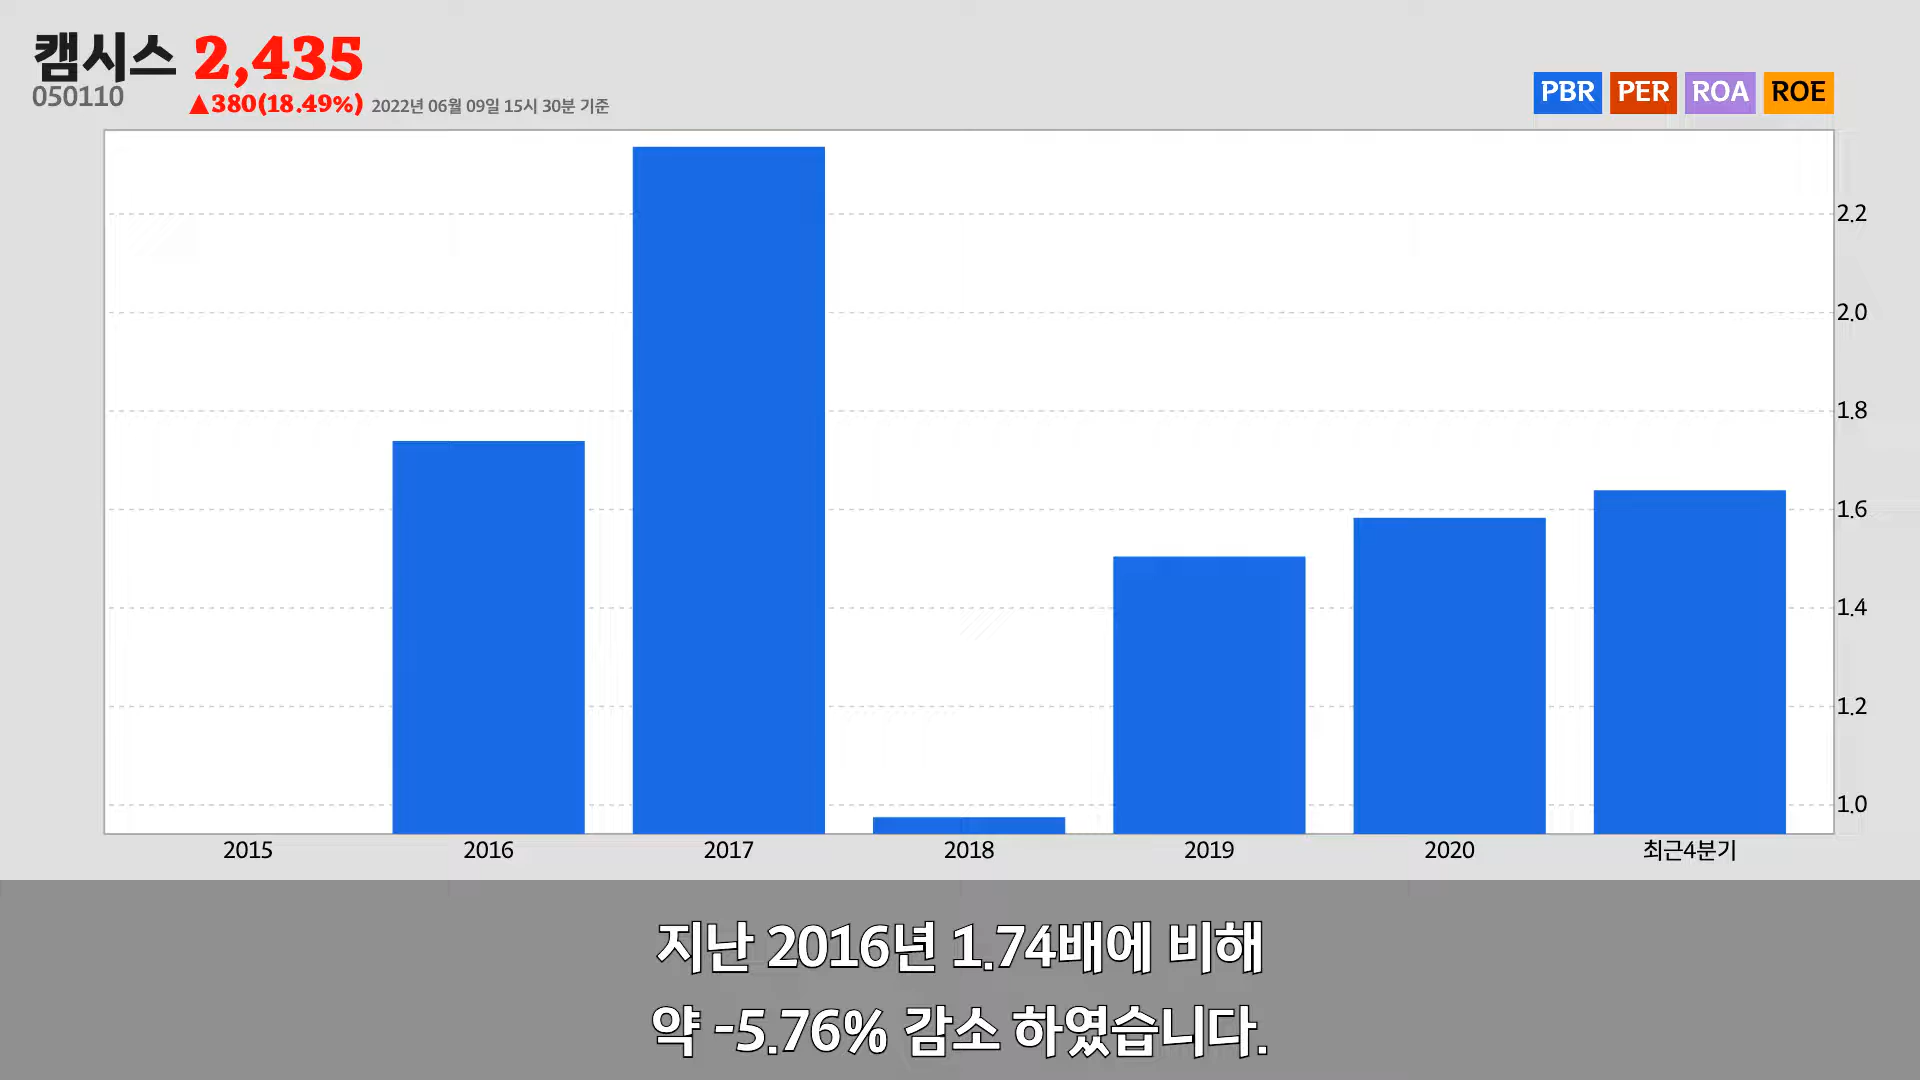 캠시스 2,435
050110 ▲380(18.49%) 2022년 06월 09일 15시 30분 기준
PBR PER ROA ROE
2.2
2.0
1.8
1.6
1.4
1.2
1.0
2015 2016 2017 2018 2019 2020 최근4분기
지난 2016년 1.74배에 비해
약 -5.76% 감소 하였습니다.